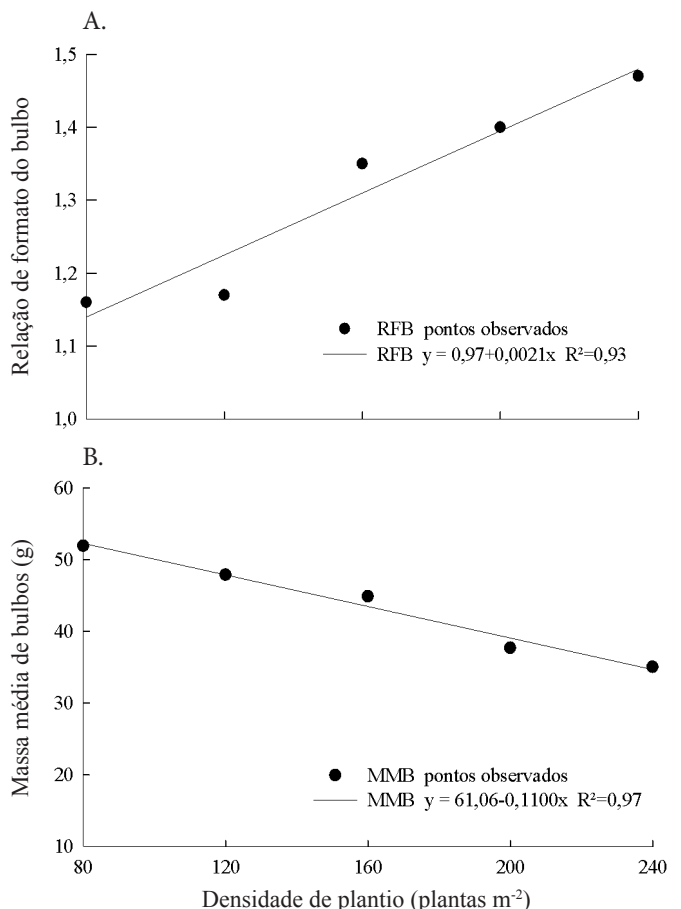 A.
1,5
1,4
1,3
1,2
1,1
1,0
Relação de formato do bulbo
RFB pontos observados
RFB y = 0,97+0,0021x R²=0,93
B.
60
50
40
30
20
10
Massa média de bulbos (g)
MMB pontos observados
MMB y = 61,06-0,1100x R²=0,97
80 120 160 200 240
Densidade de plantio (plantas m⁻²)